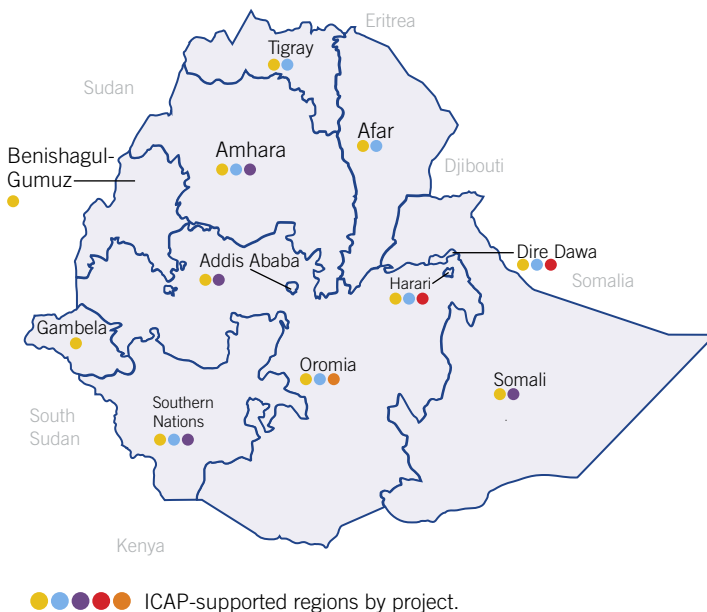 Eritrea
Tigray
Sudan
Afar
Benishagul-
Gumuz
Amhara
Djibouti
Addis Ababa
Dire Dawa
Harari
Somalia
Gambela
Oromia
Somali
Southern
Nations
South
Sudan
Kenya
ICAP-supported regions by project.